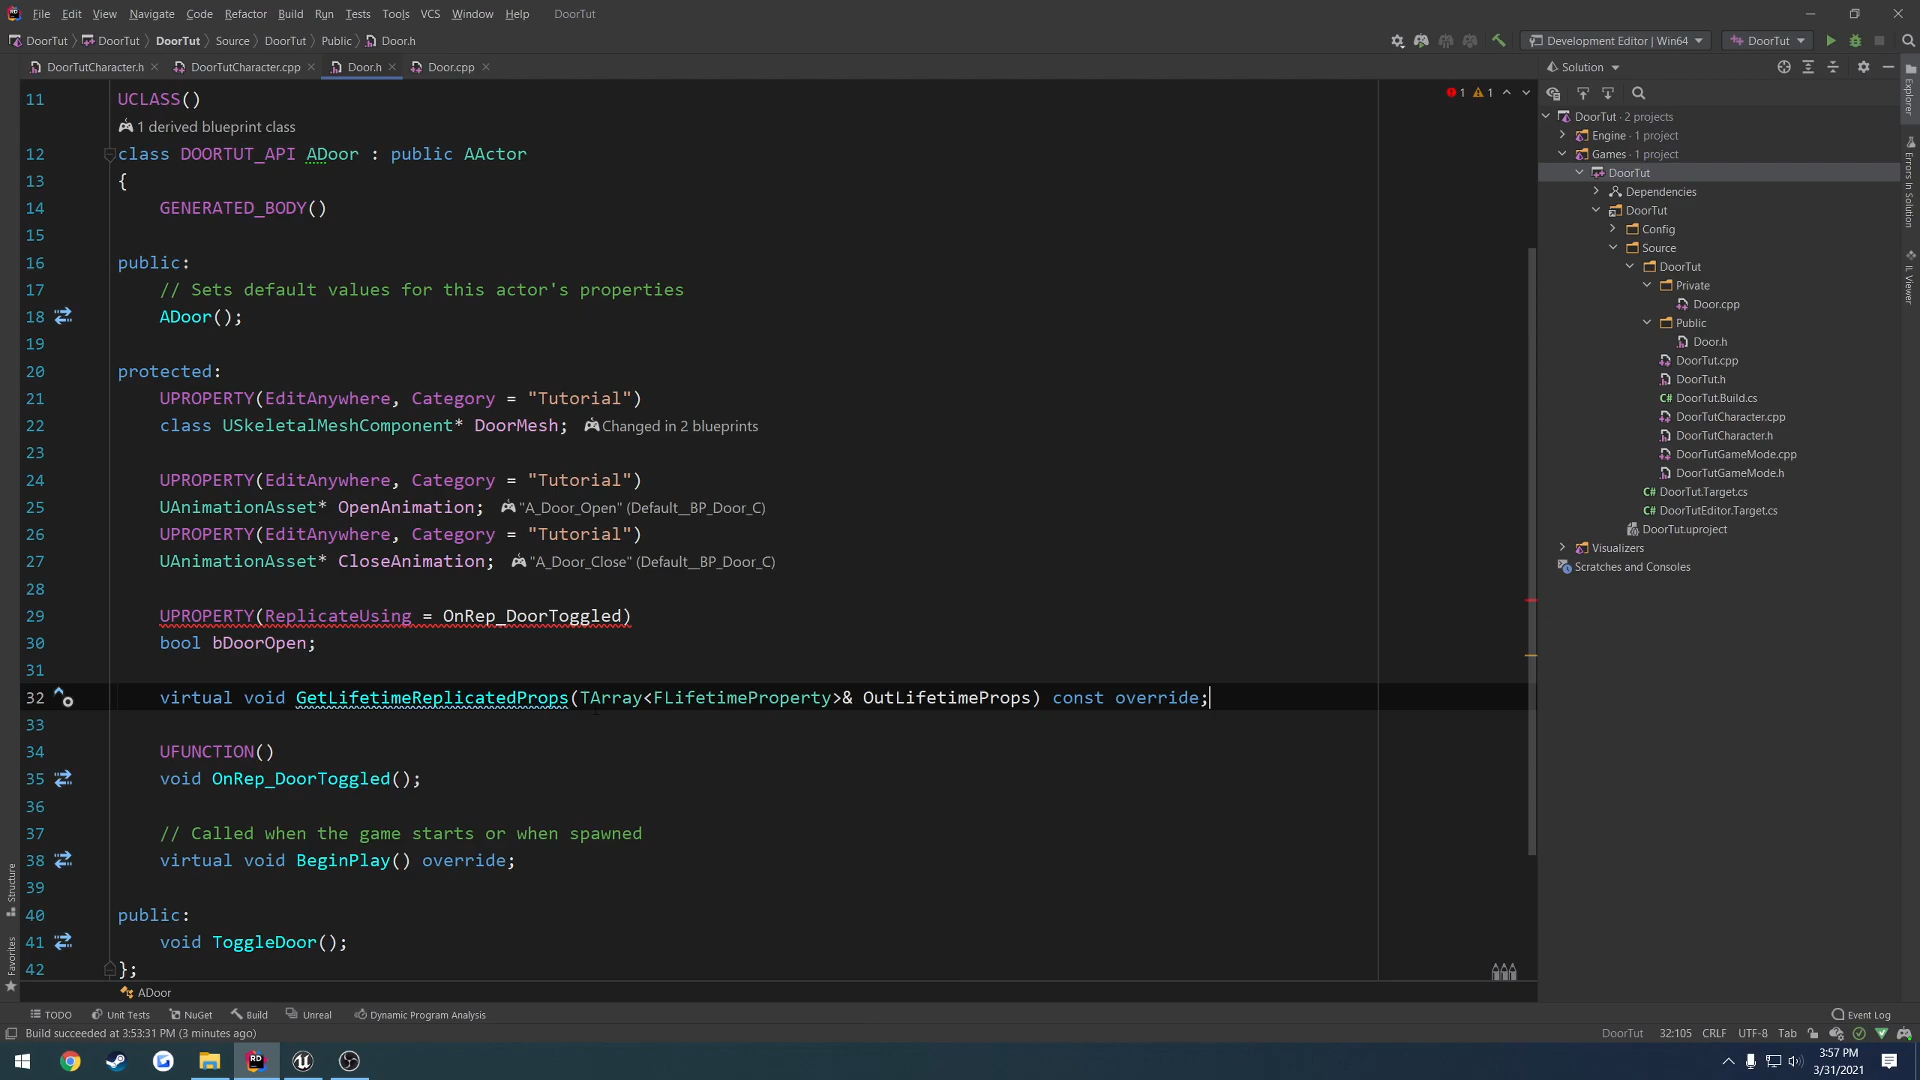 File Edit View Navigate Code Refactor Build Run Tests Tools VCS Window Help DoorTut
DoorTut DoorTut DoorTut Source DoorTut Public Door.h
Development Editor | Win64 DoorTut
DoorTutCharacter.h DoorTutCharacter.cpp Door.h Door.cpp
1 1
11 UCLASS()
1 derived blueprint class
12 class DOORTUT_API ADoor : public AActor
13 {
14 GENERATED_BODY()
15
16 public:
17 // Sets default values for this actor's properties
18 ADoor();
19
20 protected:
21 UPROPERTY(EditAnywhere, Category = "Tutorial")
22 class USkeletalMeshComponent* DoorMesh; Changed in 2 blueprints
23
24 UPROPERTY(EditAnywhere, Category = "Tutorial")
25 UAnimationAsset* OpenAnimation; "A_Door_Open" (Default__BP_Door_C)
26 UPROPERTY(EditAnywhere, Category = "Tutorial")
27 UAnimationAsset* CloseAnimation; "A_Door_Close" (Default__BP_Door_C)
28
29 UPROPERTY(ReplicateUsing = OnRep_DoorToggled)
30 bool bDoorOpen;
31
32 virtual void GetLifetimeReplicatedProps(TArray<FLifetimeProperty>& OutLifetimeProps) const override;
33
34 UFUNCTION()
35 void OnRep_DoorToggled();
36
37 // Called when the game starts or when spawned
38 virtual void BeginPlay() override;
39
40 public:
41 void ToggleDoor();
42 };
ADoor
Solution
DoorTut · 2 projects
Engine · 1 project
Games · 1 project
DoorTut
Dependencies
DoorTut
Config
Source
DoorTut
Private
Door.cpp
Public
Door.h
DoorTut.cpp
DoorTut.h
C# DoorTut.Build.cs
DoorTutCharacter.cpp
DoorTutCharacter.h
DoorTutGameMode.cpp
DoorTutGameMode.h
C# DoorTut.Target.cs
C# DoorTutEditor.Target.cs
DoorTut.uproject
Visualizers
Scratches and Consoles
Explorer
Errors In Solution
IL Viewer
Structure
Favorites
TODO Unit Tests NuGet Build Unreal Dynamic Program Analysis Event Log
Build succeeded at 3:53:31 PM (3 minutes ago) DoorTut 32:105 CRLF UTF-8 Tab
RD
3:57 PM
3/31/2021